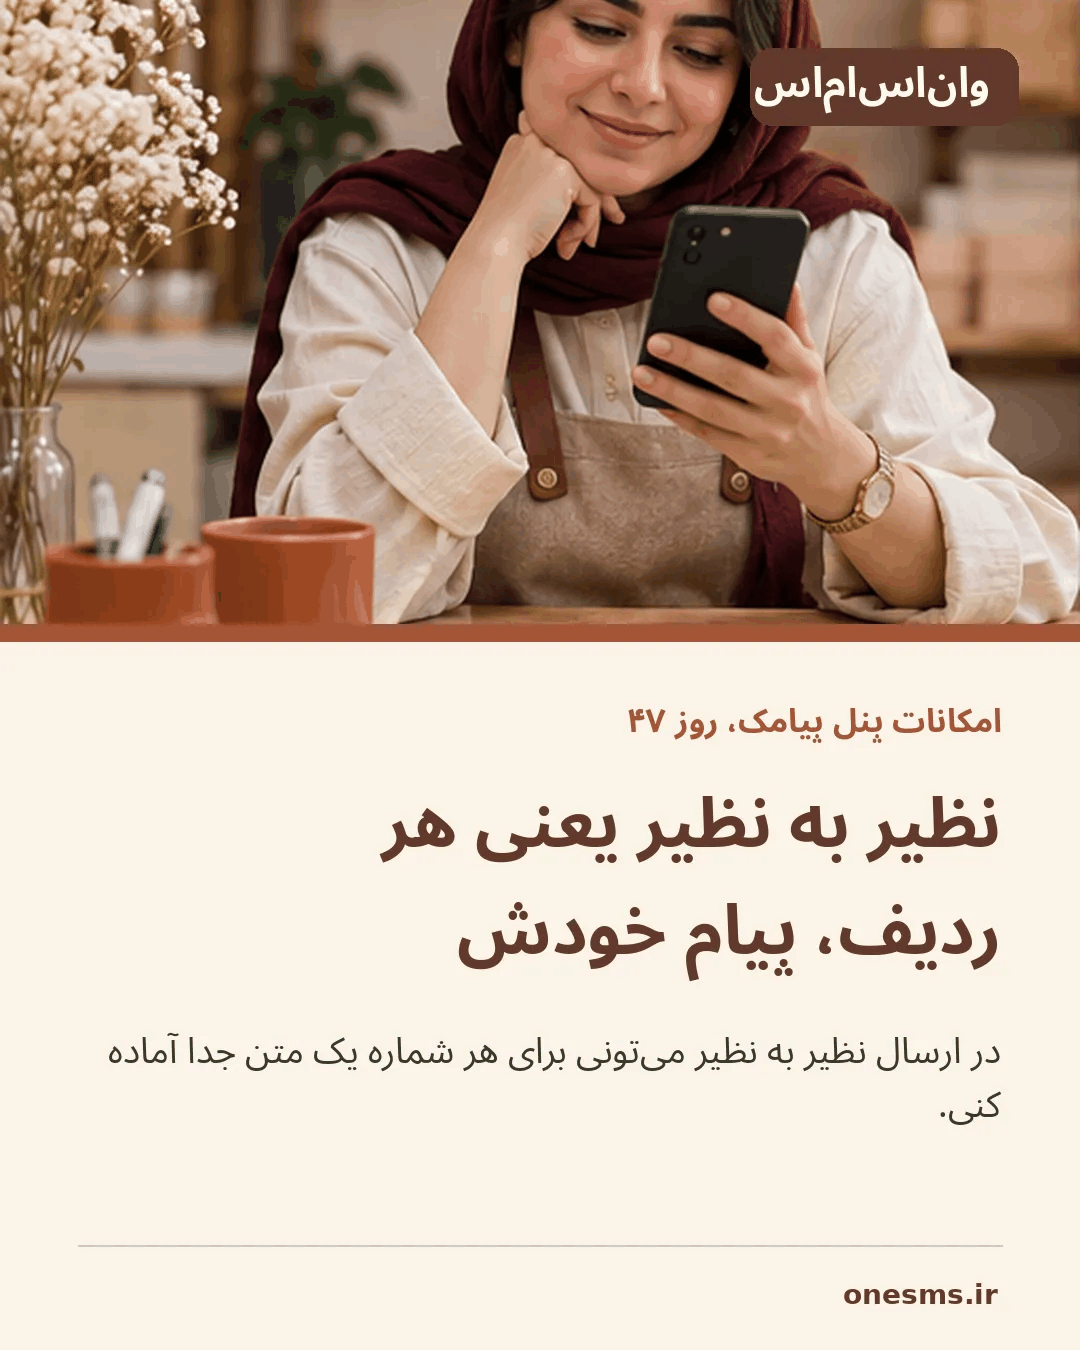 وان‌اس‌ام‌اس
امکانات پنل پیامک، روز ۴۷
نظیر به نظیر یعنی هر
ردیف، پیام خودش
در ارسال نظیر به نظیر می‌تونی برای هر شماره یک متن جدا آماده
کنی.
onesms.ir